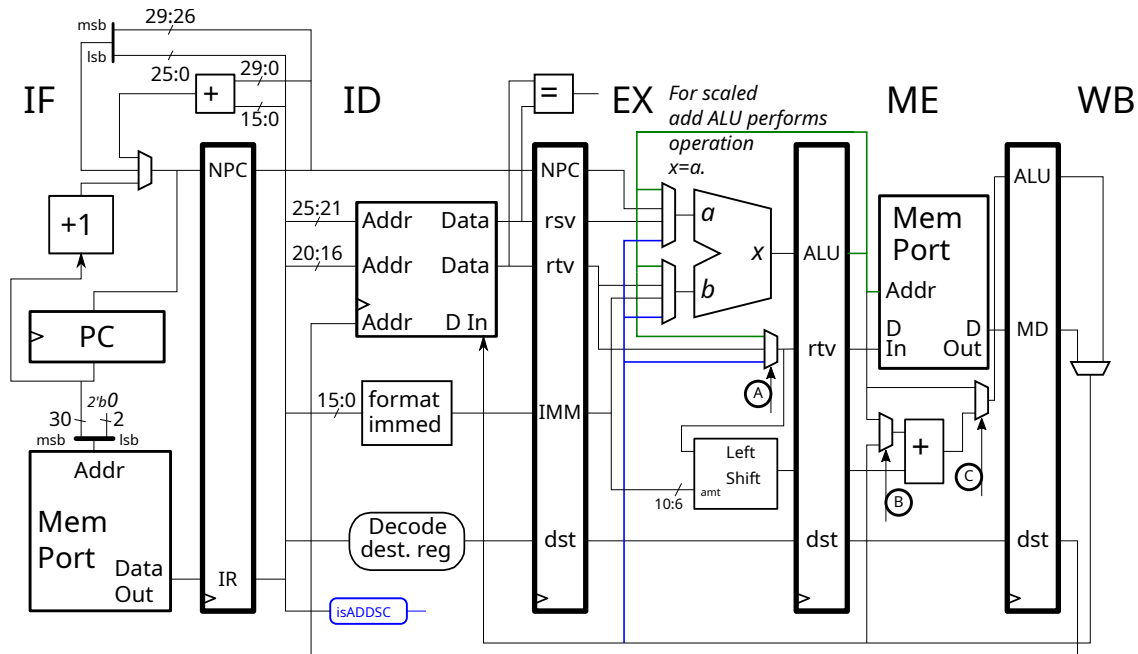 29:26
msb
lsb
25:0
29:0
15:0
+
=
IF
ID
EX
ME
WB
For scaled
add ALU performs
operation
x=a.
NPC
NPC
ALU
+1
25:21
Addr
Data
rsv
a
Mem
Port
20:16
Addr
Data
rtv
x
ALU
b
Addr
Addr
D In
PC
D
In
D
Out
MD
rtv
A
2'b0
30
2
msb
lsb
15:0
format
immed
IMM
+
Left
Shift
amt
10:6
B
C
Addr
Mem
Port
Data
Out
IR
Decode
dest. reg
dst
dst
dst
isADDSC